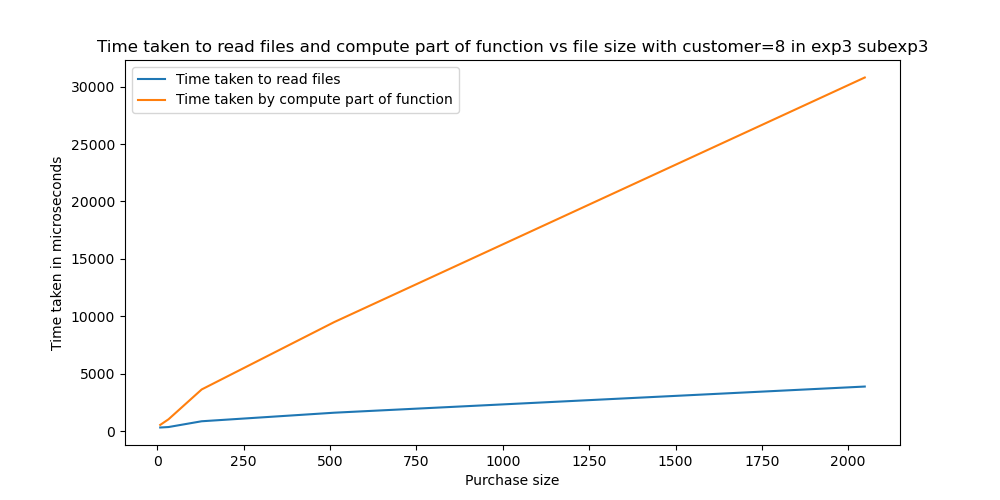 Time taken to read files and compute part of function vs file size with customer=8 in exp3 subexp3
Time taken to read files
Time taken by compute part of function
Time taken in microseconds
30000
25000
20000
15000
10000
5000
0
0 250 500 750 1000 1250 1500 1750 2000
Purchase size